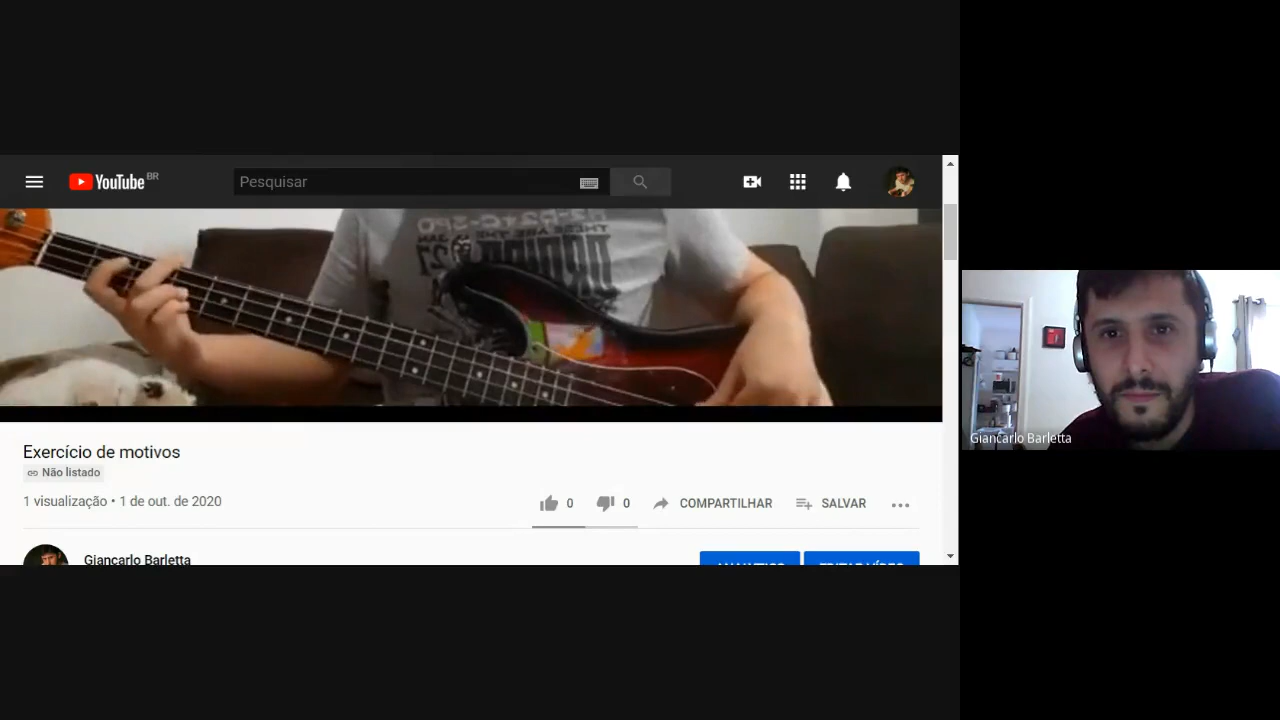 YouTube BR
Pesquisar
Exercício de motivos
Não listado
1 visualização • 1 de out. de 2020
0
0
COMPARTILHAR
SALVAR
Giancarlo Barletta
Giancarlo Barletta